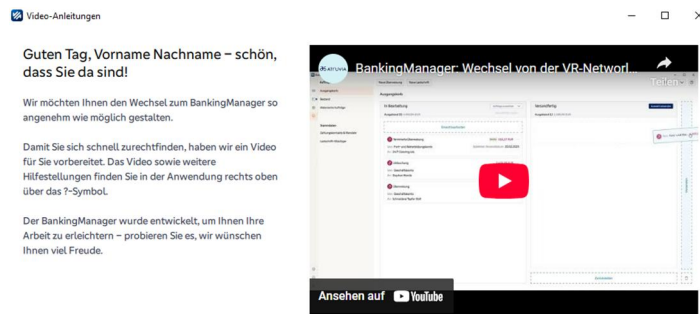 Video-Anleitungen
Guten Tag, Vorname Nachname – schön,
dass Sie da sind!
Wir möchten Ihnen den Wechsel zum BankingManager so
angenehm wie möglich gestalten.
Damit Sie sich schnell zurechtfinden, haben wir ein Video
für Sie vorbereitet. Das Video sowie weitere
Hilfestellungen finden Sie in der Anwendung rechts oben
über das ?-Symbol.
Der BankingManager wurde entwickelt, um Ihnen Ihre
Arbeit zu erleichtern – probieren Sie es, wir wünschen
Ihnen viel Freude.
BankingManager: Wechsel von der VR-Networl...
Teilen
Ansehen auf YouTube